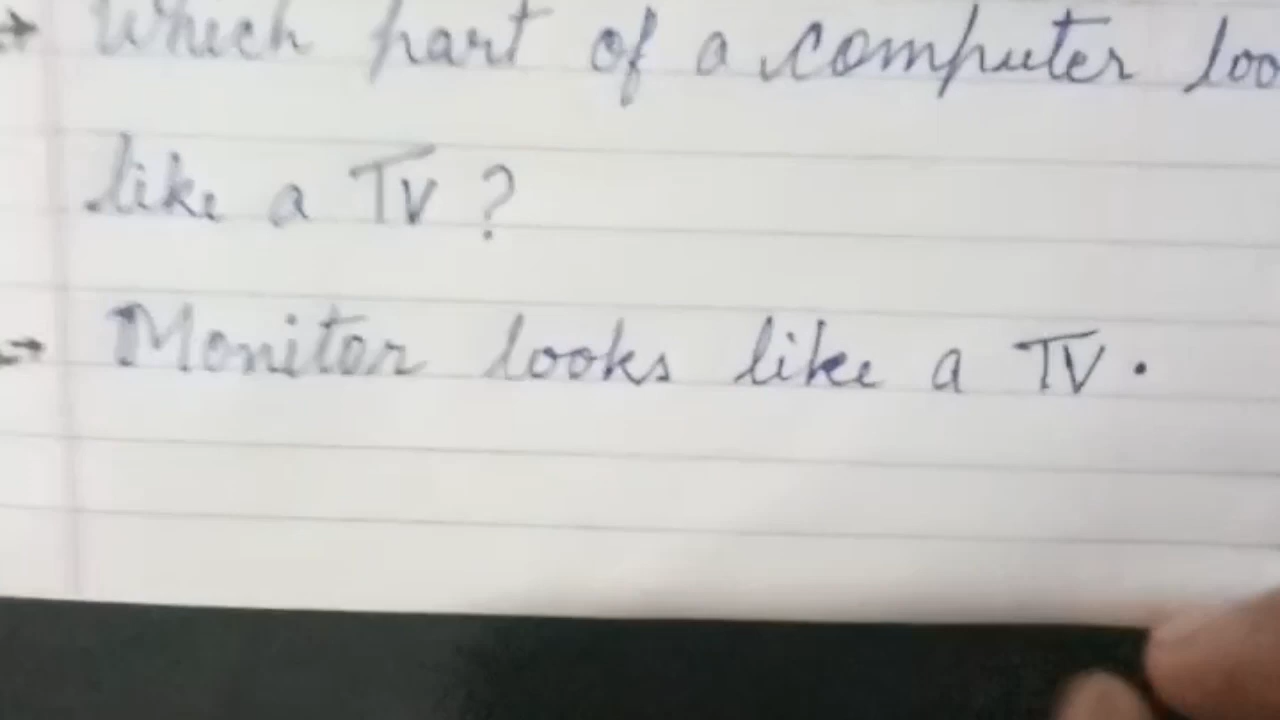 → Which part of a computer loo
like a TV ?
→ Monitor looks like a TV .